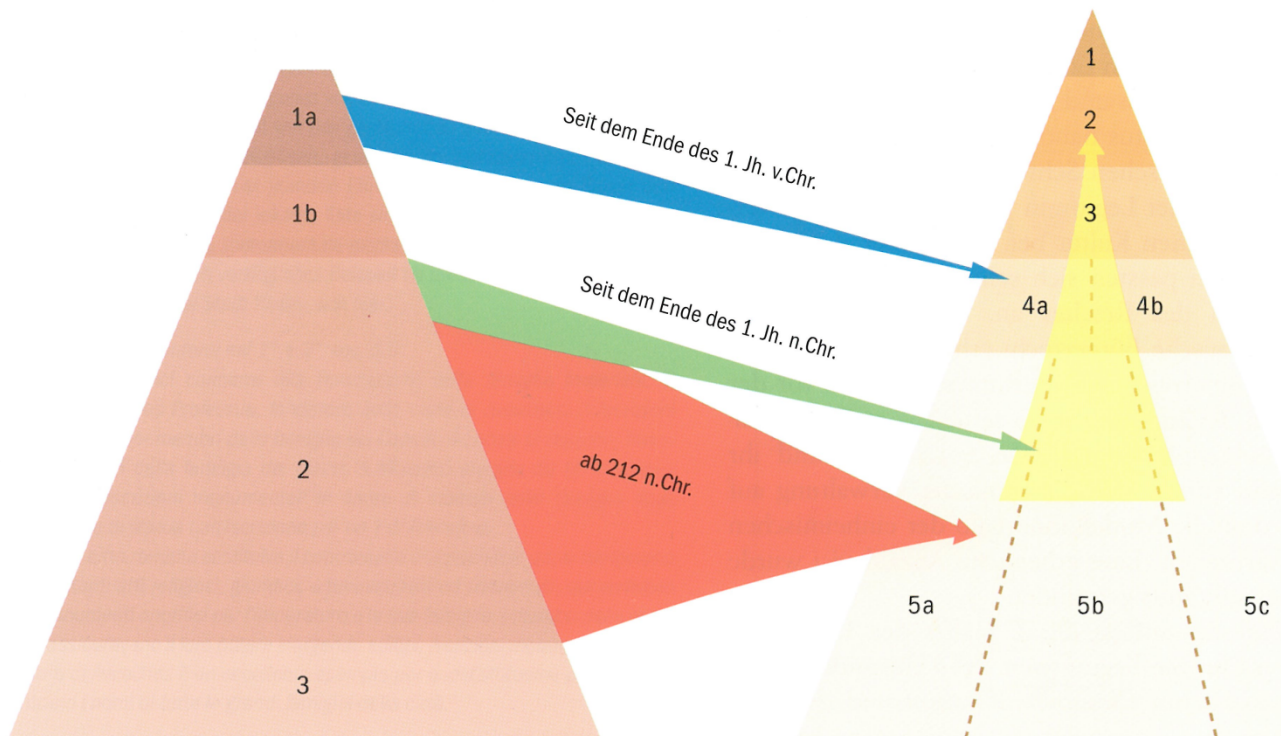 1a
1b
2
3
Seit dem Ende des 1. Jh. v.Chr.
Seit dem Ende des 1. Jh. n.Chr.
ab 212 n.Chr.
1
2
3
4a
4b
5a
5b
5c